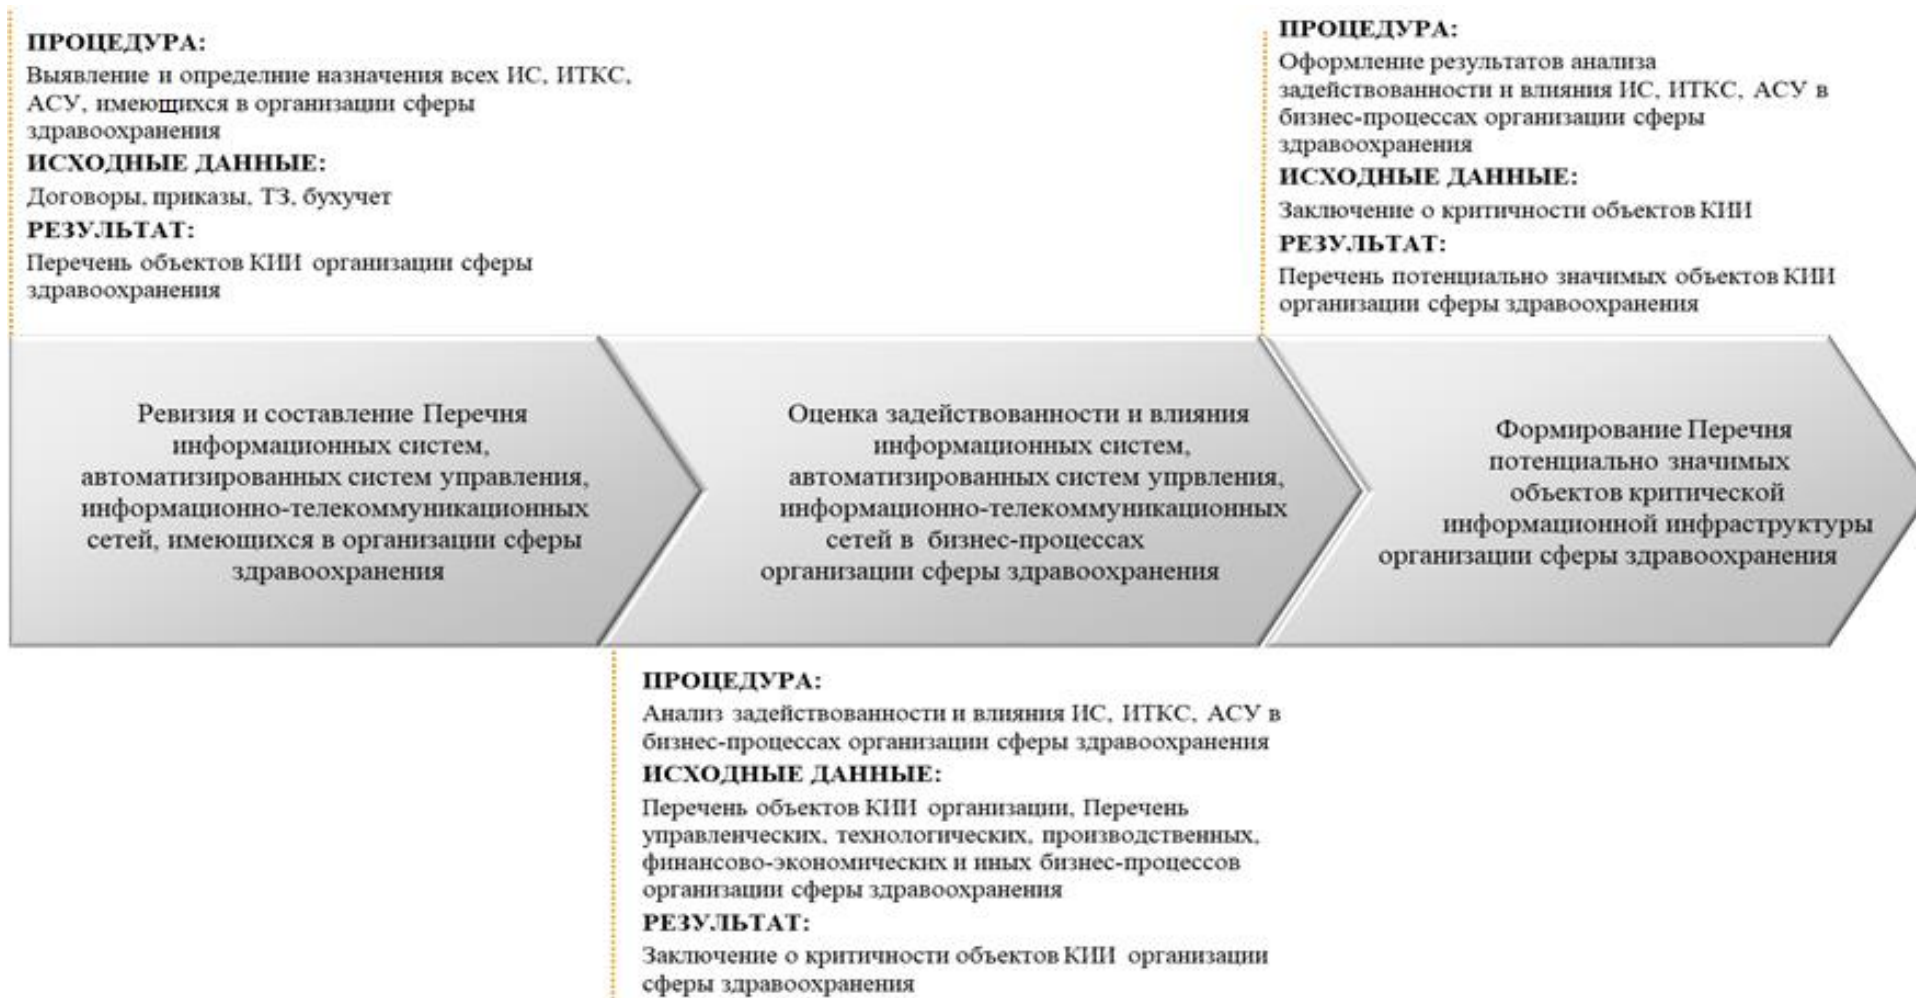 ПРОЦЕДУРА:
Выявление и определние назначения всех ИС, ИТКС,
АСУ, имеющихся в организации сферы
здравоохранения
ИСХОДНЫЕ ДАННЫЕ:
Договоры, приказы, ТЗ, бухучет
РЕЗУЛЬТАТ:
Перечень объектов КИИ организации сферы
здравоохранения
ПРОЦЕДУРА:
Оформление результатов анализа
задействованности и влияния ИС, ИТКС, АСУ в
бизнес-процессах организации сферы
здравоохранения
ИСХОДНЫЕ ДАННЫЕ:
Заключение о критичности объектов КИИ
РЕЗУЛЬТАТ:
Перечень потенциально значимых объектов КИИ
организации сферы здравоохранения
Ревизия и составление Перечня
информационных систем,
автоматизированных систем управления,
информационно-телекоммуникационных
сетей, имеющихся в организации сферы
здравоохранения
Оценка задействованности и влияния
информационных систем,
автоматизированных систем упрвления,
информационно-телекоммуникационных
сетей в бизнес-процессах
организации сферы здравоохранения
Формирование Перечня
потенциально значимых
объектов критической
информационной инфраструктуры
организации сферы здравоохранения
ПРОЦЕДУРА:
Анализ задействованности и влияния ИС, ИТКС, АСУ в
бизнес-процессах организации сферы здравоохранения
ИСХОДНЫЕ ДАННЫЕ:
Перечень объектов КИИ организации, Перечень
управленческих, технологических, производственных,
финансово-экономических и иных бизнес-процессов
организации сферы здравоохранения
РЕЗУЛЬТАТ:
Заключение о критичности объектов КИИ организации
сферы здравоохранения